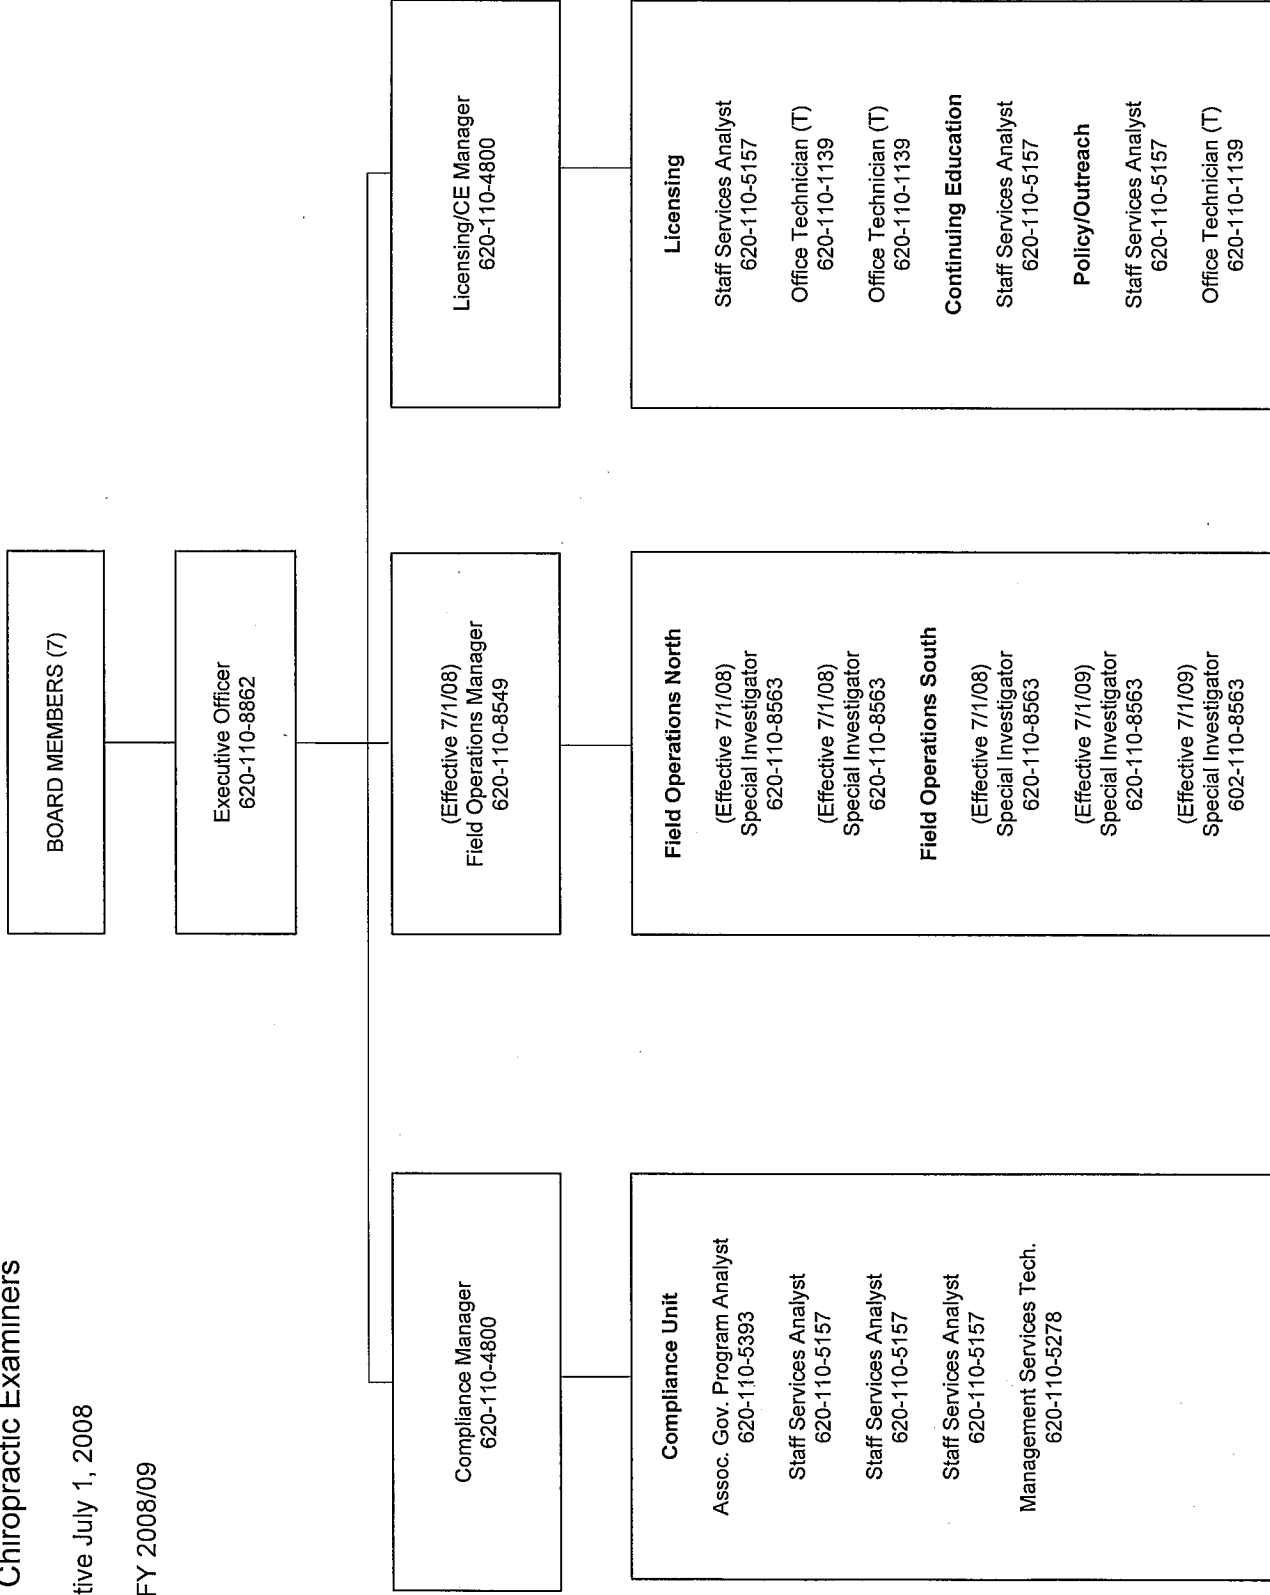 Chiropractic Examiners
tive July 1, 2008
FY 2008/09
BOARD MEMBERS (7)
Executive Officer
620-110-8862
Compliance Manager
620-110-4800
(Effective 7/1/08)
Field Operations Manager
620-110-8549
Licensing/CE Manager
620-110-4800
Compliance Unit
Assoc. Gov. Program Analyst
620-110-5393
Staff Services Analyst
620-110-5157
Staff Services Analyst
620-110-5157
Staff Services Analyst
620-110-5157
Management Services Tech.
620-110-5278
Field Operations North
(Effective 7/1/08)
Special Investigator
620-110-8563
(Effective 7/1/08)
Special Investigator
620-110-8563
Field Operations South
(Effective 7/1/08)
Special Investigator
620-110-8563
(Effective 7/1/09)
Special Investigator
620-110-8563
(Effective 7/1/09)
Special Investigator
602-110-8563
Licensing
Staff Services Analyst
620-110-5157
Office Technician (T)
620-110-1139
Office Technician (T)
620-110-1139
Continuing Education
Staff Services Analyst
620-110-5157
Policy/Outreach
Staff Services Analyst
620-110-5157
Office Technician (T)
620-110-1139